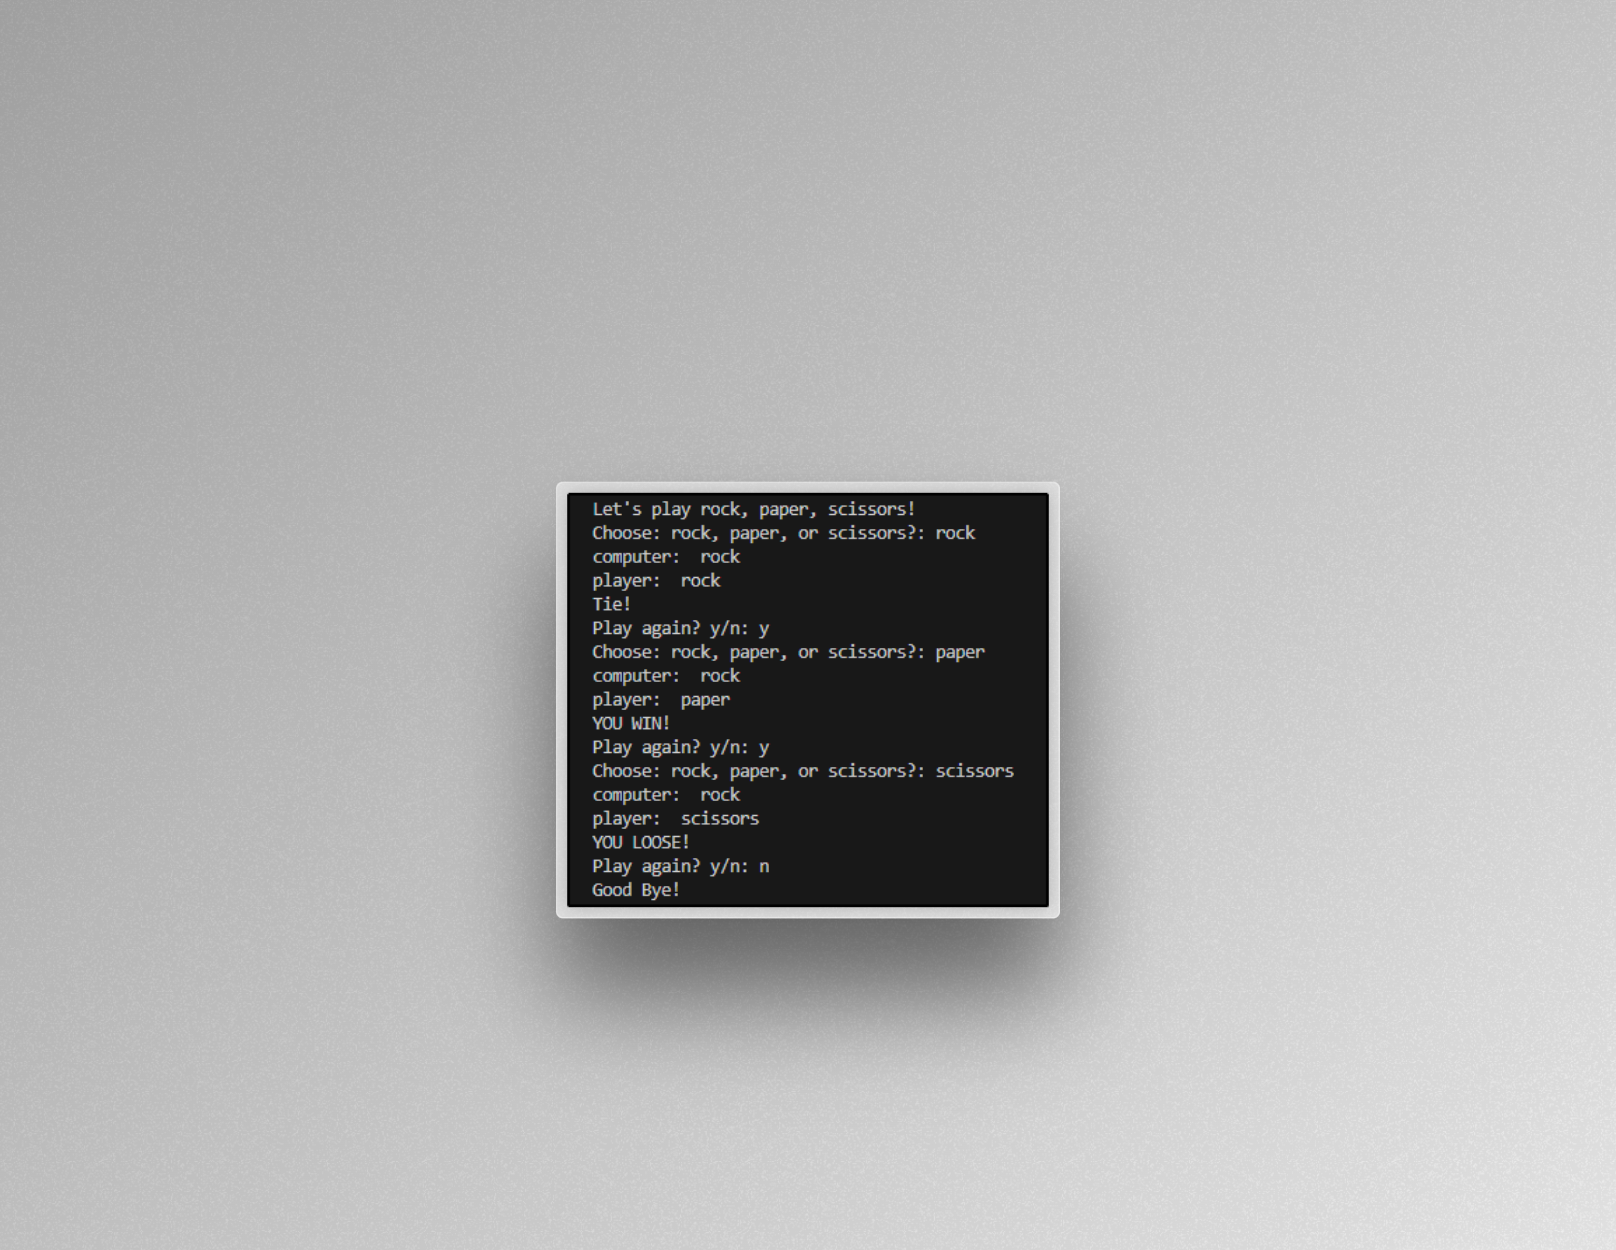 Let's play rock, paper, scissors!
Choose: rock, paper, or scissors?: rock
computer:  rock
player:  rock
Tie!
Play again? y/n: y
Choose: rock, paper, or scissors?: paper
computer:  rock
player:  paper
YOU WIN!
Play again? y/n: y
Choose: rock, paper, or scissors?: scissors
computer:  rock
player:  scissors
YOU LOOSE!
Play again? y/n: n
Good Bye!